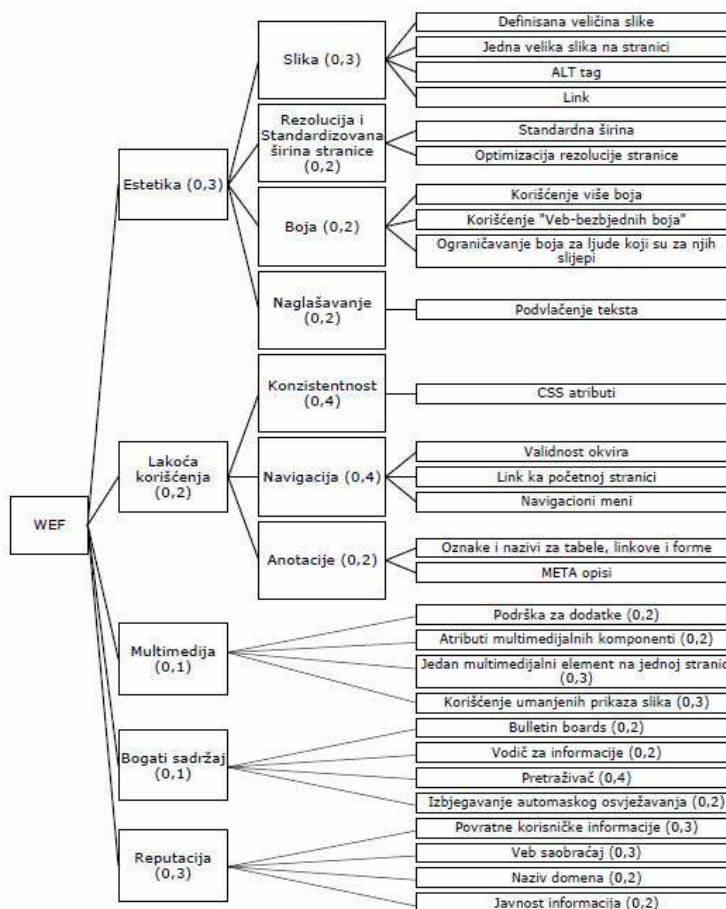 WEF
Estetika (0,3)
Slika (0,3)
Definisana veličina slike
Jedna velika slika na stranici
ALT tag
Link
Rezolucija i
Standardizovana
širina stranice
(0,2)
Standardna širina
Optimizacija rezolucije stranice
Boja (0,2)
Korišćenje više boja
Korišćenje "Veb-bezbjednih boja"
Ograničavanje boja za ljude koji su za njih
slijepi
Naglašavanje
(0,2)
Podvlačenje teksta
Lakoća
korišćenja
(0,2)
Konzistentnost
(0,4)
CSS atributi
Navigacija (0,4)
Validnost okvira
Link ka početnoj stranici
Navigacioni meni
Anotacije (0,2)
Oznake i nazivi za tabele, linkove i forme
META opisi
Multimedija
(0,1)
Podrška za dodatke (0,2)
Atributi multimedijalnih komponenti (0,2)
Jedan multimedijalni element na jednoj stranic
(0,3)
Korišćenje umanjenih prikaza slika (0,3)
Bogati sadržaj
(0,1)
Bulletin boards (0,2)
Vodič za informacije (0,2)
Pretraživač (0,4)
Izbjegavanje automaskog osvježavanja (0,2)
Reputacija
(0,3)
Povratne korisničke informacije (0,3)
Veb saobraćaj (0,3)
Naziv domena (0,2)
Javnost informacija (0,2)